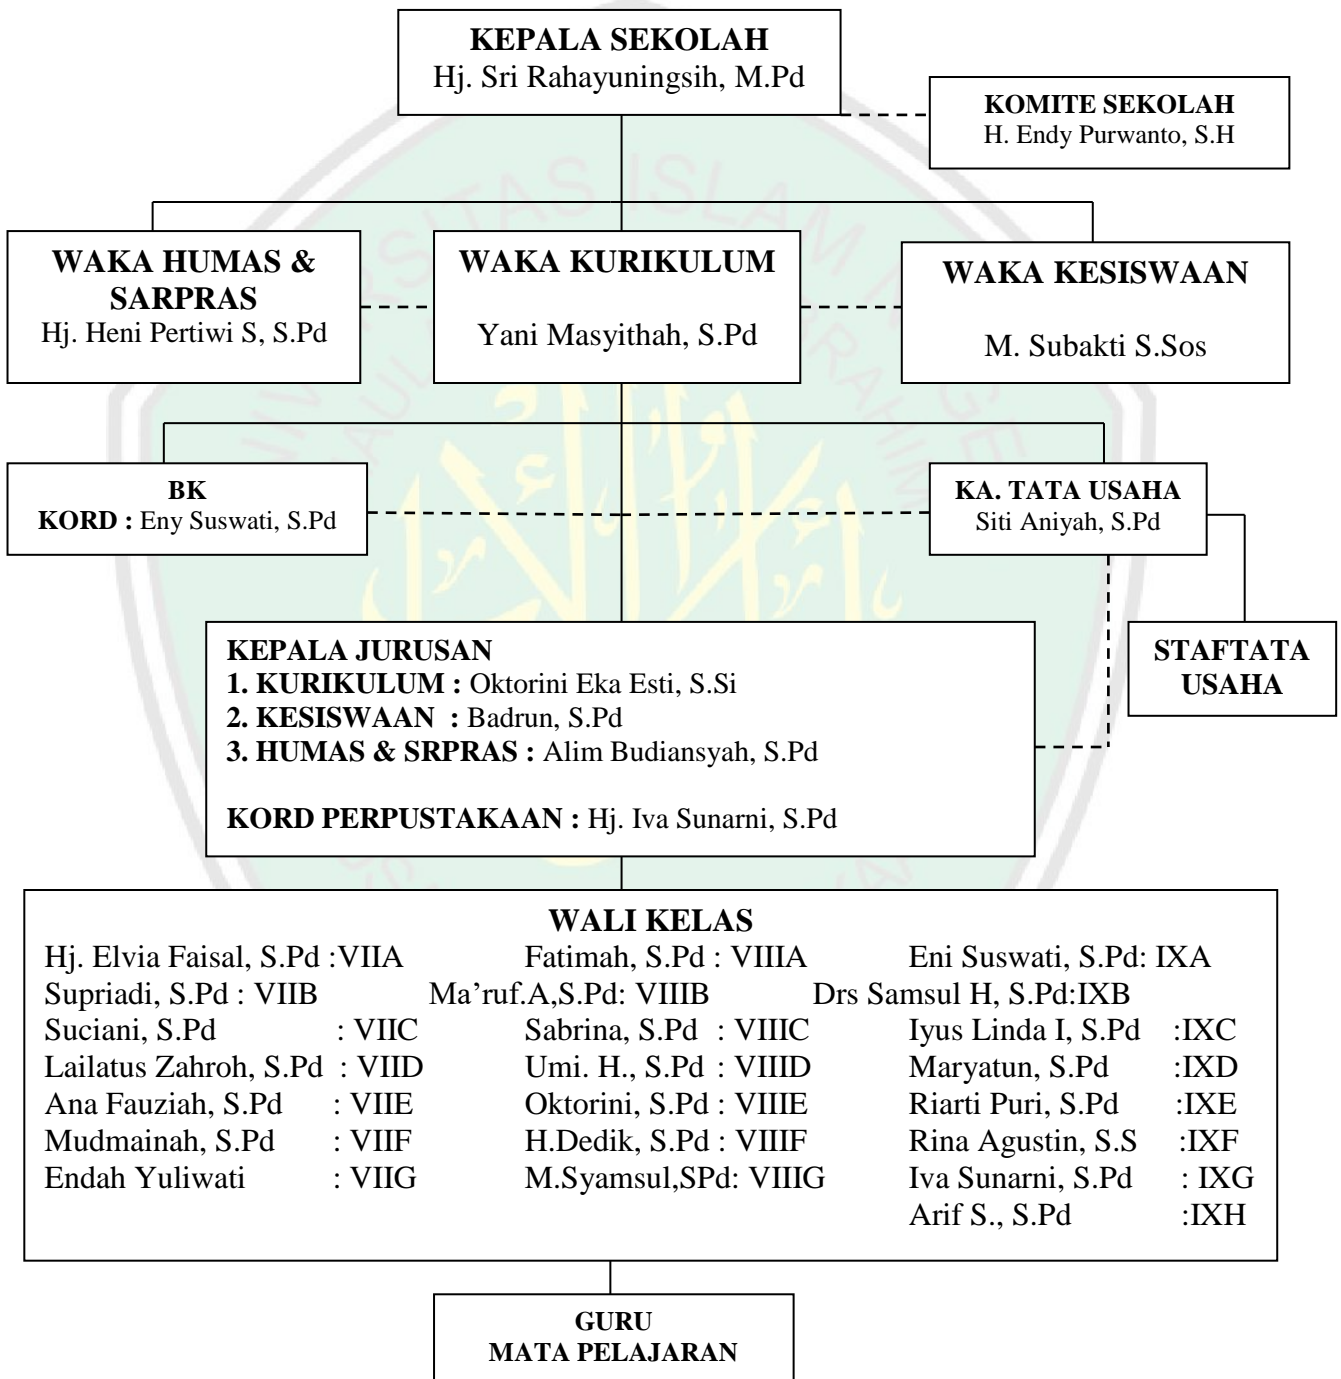 KEPALA SEKOLAH
Hj. Sri Rahayuningsih, M.Pd
KOMITE SEKOLAH
H. Endy Purwanto, S.H
WAKA HUMAS &
SARPRAS
Hj. Heni Pertiwi S, S.Pd
WAKA KURIKULUM
Yani Masyithah, S.Pd
WAKA KESISWAAN
M. Subakti S.Sos
BK
KORD : Eny Suswati, S.Pd
KA. TATA USAHA
Siti Aniyah, S.Pd
STAFTATA
USAHA
KEPALA JURUSAN
1. KURIKULUM : Oktorini Eka Esti, S.Si
2. KESISWAAN : Badrun, S.Pd
3. HUMAS & SRPRAS : Alim Budiansyah, S.Pd
KORD PERPUSTAKAAN : Hj. Iva Sunarni, S.Pd
WALI KELAS
Hj. Elvia Faisal, S.Pd :VIIA Fatimah, S.Pd : VIIIA Eni Suswati, S.Pd: IXA
Supriadi, S.Pd : VIIB Ma’ruf.A,S.Pd: VIIIB Drs Samsul H, S.Pd:IXB
Suciani, S.Pd : VIIC Sabrina, S.Pd : VIIIC Iyus Linda I, S.Pd :IXC
Lailatus Zahroh, S.Pd : VIID Umi. H., S.Pd : VIIID Maryatun, S.Pd :IXD
Ana Fauziah, S.Pd : VIIE Oktorini, S.Pd : VIIIE Riarti Puri, S.Pd :IXE
Mudmainah, S.Pd : VIIF H.Dedik, S.Pd : VIIIF Rina Agustin, S.S :IXF
Endah Yuliwati : VIIG M.Syamsul,SPd: VIIIG Iva Sunarni, S.Pd : IXG
Arif S., S.Pd :IXH
GURU
MATA PELAJARAN